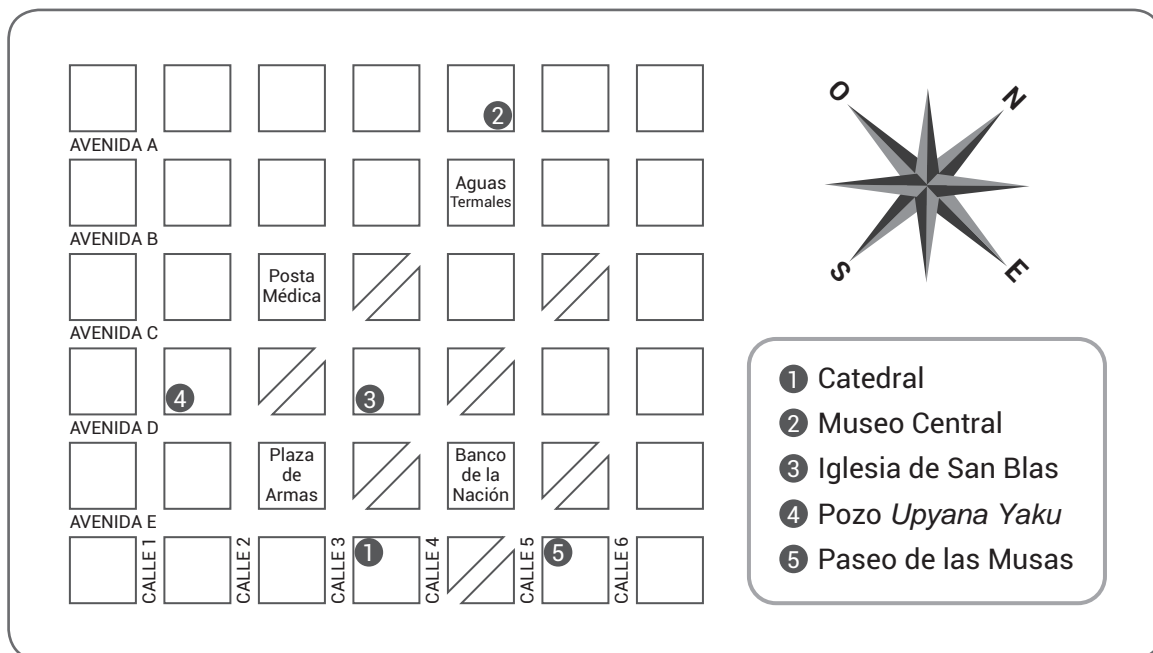 2
AVENIDA A
Aguas
Termales
AVENIDA B
Posta
Médica
AVENIDA C
4
3
AVENIDA D
Plaza
de
Armas
Banco
de la
Nación
AVENIDA E
CALLE 1
CALLE 2
CALLE 3
1
CALLE 4
CALLE 5
5
CALLE 6
O
N
S
E
1 Catedral
2 Museo Central
3 Iglesia de San Blas
4 Pozo Upyana Yaku
5 Paseo de las Musas